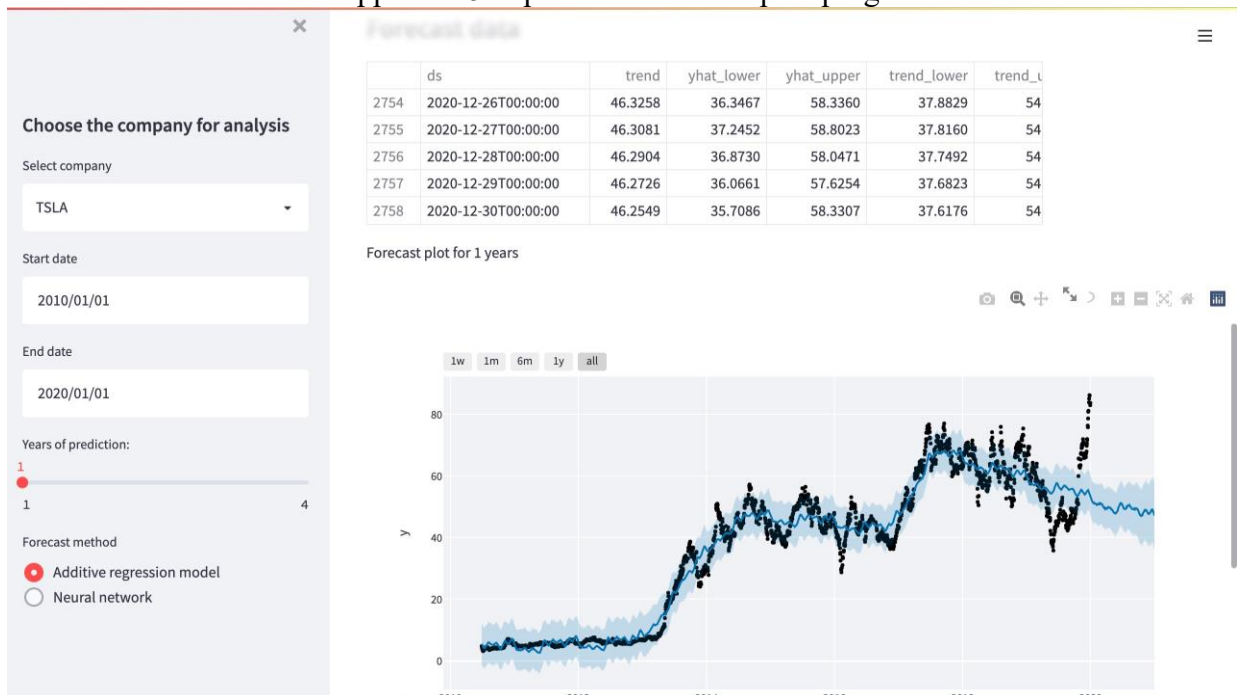 Forecast data
ds trend yhat_lower yhat_upper trend_lower
2754 2020-12-26T00:00:00 46.3258 36.3467 58.3360 37.8829 54
2755 2020-12-27T00:00:00 46.3081 37.2452 58.8023 37.8160 54
2756 2020-12-28T00:00:00 46.2904 36.8730 58.0471 37.7492 54
2757 2020-12-29T00:00:00 46.2726 36.0661 57.6254 37.6823 54
2758 2020-12-30T00:00:00 46.2549 35.7086 58.3307 37.6176 54
Choose the company for analysis
Select company
TSLA
Start date
2010/01/01
End date
2020/01/01
Years of prediction:
1
1 4
Forecast method
Additive regression model
Neural network
Forecast plot for 1 years
1w 1m 6m 1y all
80
60
40
20
0
y